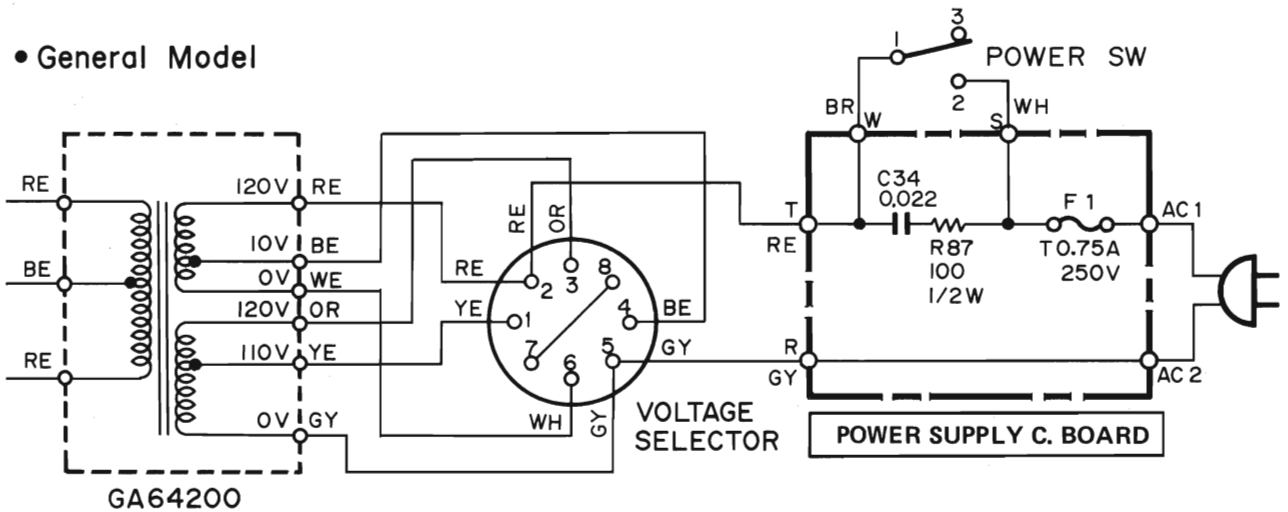 • General Model
3
1
POWER SW
2
BR
W
S
WH
RE
120V RE
BE
10V BE
0V WE
120V OR
RE
110V YE
0V GY
GA64200
RE
OR
RE
YE
2
3
8
1
4
7
6
5
BE
GY
WH
GY
VOLTAGE
SELECTOR
T
RE
C34
0.022
R87
100
1/2W
F1
T0.75A
250V
AC1
R
GY
AC2
POWER SUPPLY C. BOARD